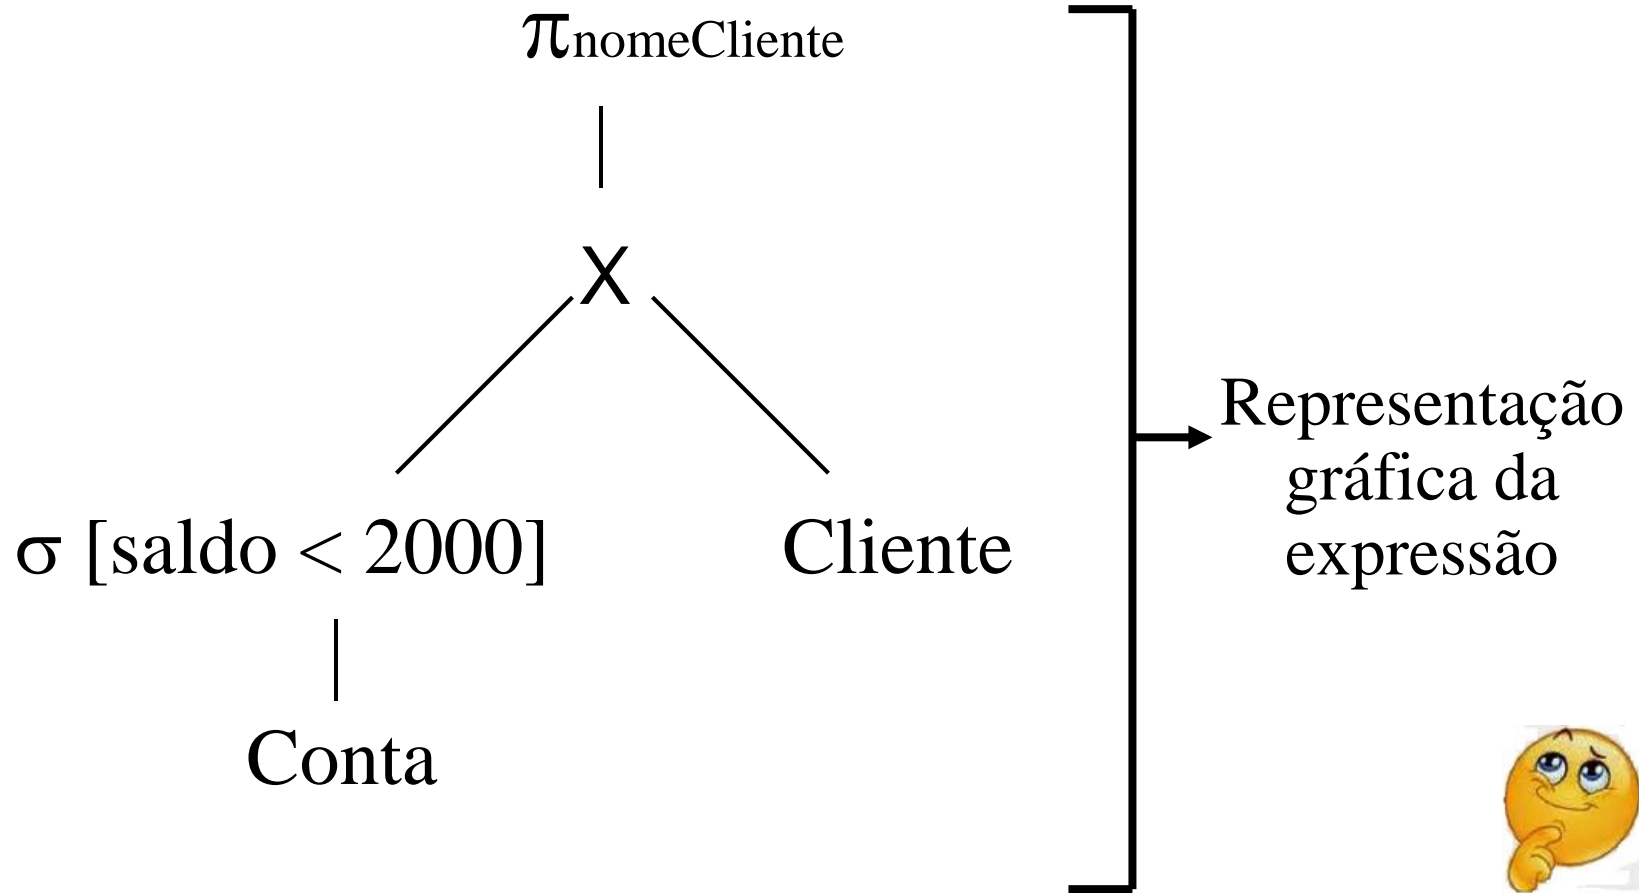 πnomeCliente
X
σ [saldo < 2000]
Cliente
Conta
Representação
gráfica da
expressão